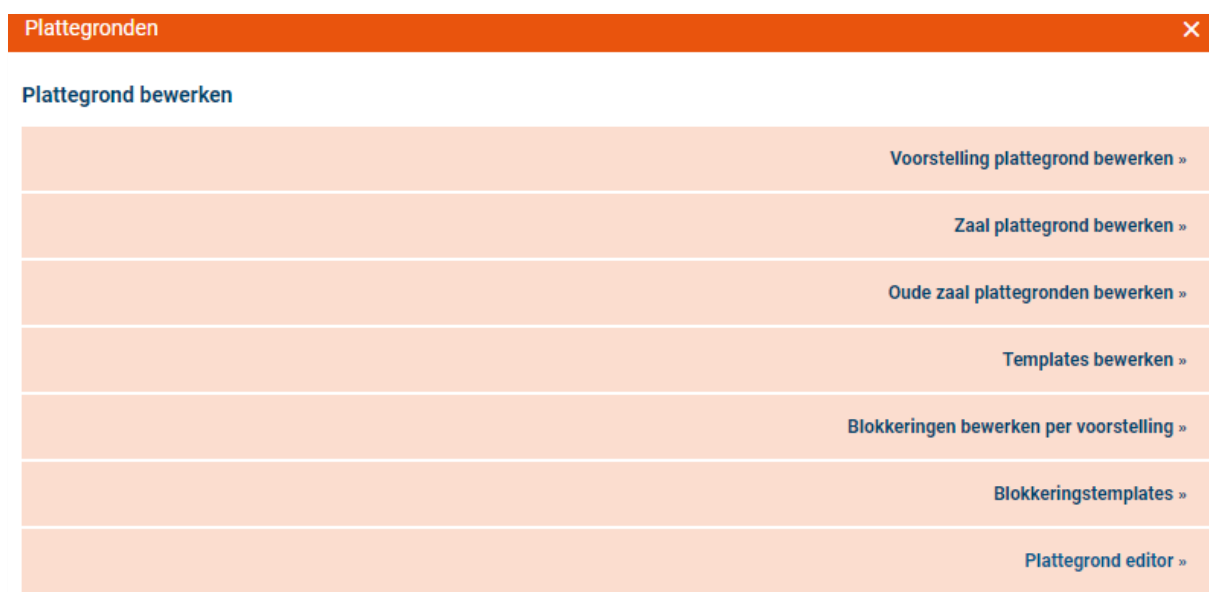 Plattegronden ×
Plattegrond bewerken
Voorstelling plattegrond bewerken »
Zaal plattegrond bewerken »
Oude zaal plattegronden bewerken »
Templates bewerken »
Blokkeringen bewerken per voorstelling »
Blokkeringstemplates »
Plattegrond editor »